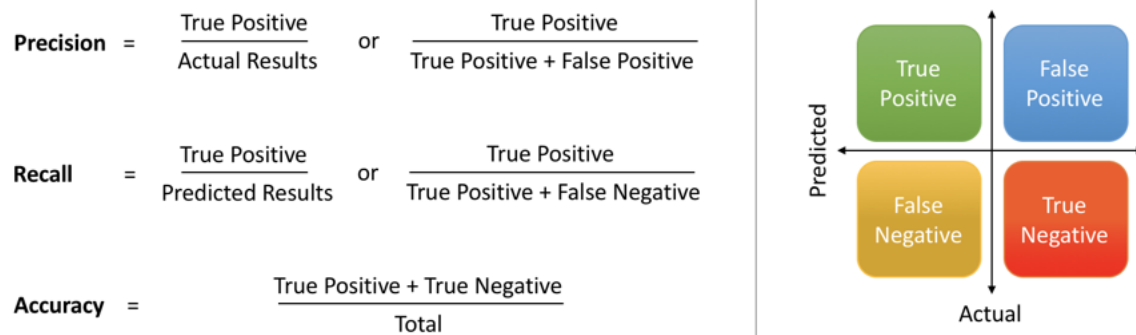 Precision = True Positive / Actual Results or True Positive / True Positive + False Positive
Recall = True Positive / Predicted Results or True Positive / True Positive + False Negative
Accuracy = True Positive + True Negative / Total
Predicted
True
Positive
False
Positive
False
Negative
True
Negative
Actual